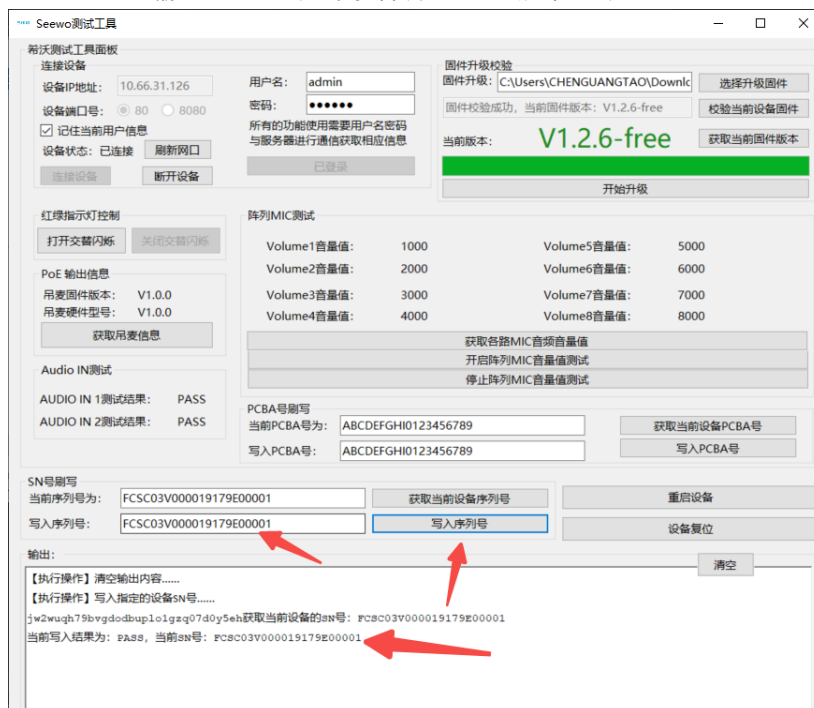 Seewo测试工具
希沃测试工具面板
连接设备
设备IP地址: 10.66.31.126
设备端口号: 80 8080
记住当前用户信息
设备状态: 已连接 刷新网口
连接设备 断开设备
用户名: admin
密码: ●●●●●●
所有的功能使用需要用户名密码
与服务器进行通信获取相应信息
已登录
固件升级校验
固件升级: C:\Users\CHENGUANGTAO\Downlc 选择升级固件
固件校验成功, 当前固件版本: V1.2.6-free 校验当前设备固件
当前版本: V1.2.6-free 获取当前固件版本
开始升级
红绿指示灯控制
打开交替闪烁 关闭交替闪烁
PoE 输出信息
吊麦固件版本: V1.0.0
吊麦硬件型号: V1.0.0
获取吊麦信息
Audio IN测试
AUDIO IN 1测试结果: PASS
AUDIO IN 2测试结果: PASS
阵列MIC测试
Volume1音量值: 1000 Volume5音量值: 5000
Volume2音量值: 2000 Volume6音量值: 6000
Volume3音量值: 3000 Volume7音量值: 7000
Volume4音量值: 4000 Volume8音量值: 8000
获取各路MIC音频音量值
开启阵列MIC音量值测试
停止阵列MIC音量值测试
PCBA号刷写
当前PCBA号为: ABCDEFGHI0123456789 获取当前设备PCBA号
写入PCBA号: ABCDEFGHI0123456789 写入PCBA号
SN号刷写
当前序列号为: FCSC03V000019179E00001 获取当前设备序列号 重启设备
写入序列号: FCSC03V000019179E00001 写入序列号 设备复位
输出:
清空
【执行操作】清空输出内容......
【执行操作】写入指定的设备SN号......
jw2wuqh79bvgdodbuplo1gzq07d0y5eh获取当前设备的SN号: FCSC03V000019179E00001
当前写入结果为: PASS, 当前SN号: FCSC03V000019179E00001